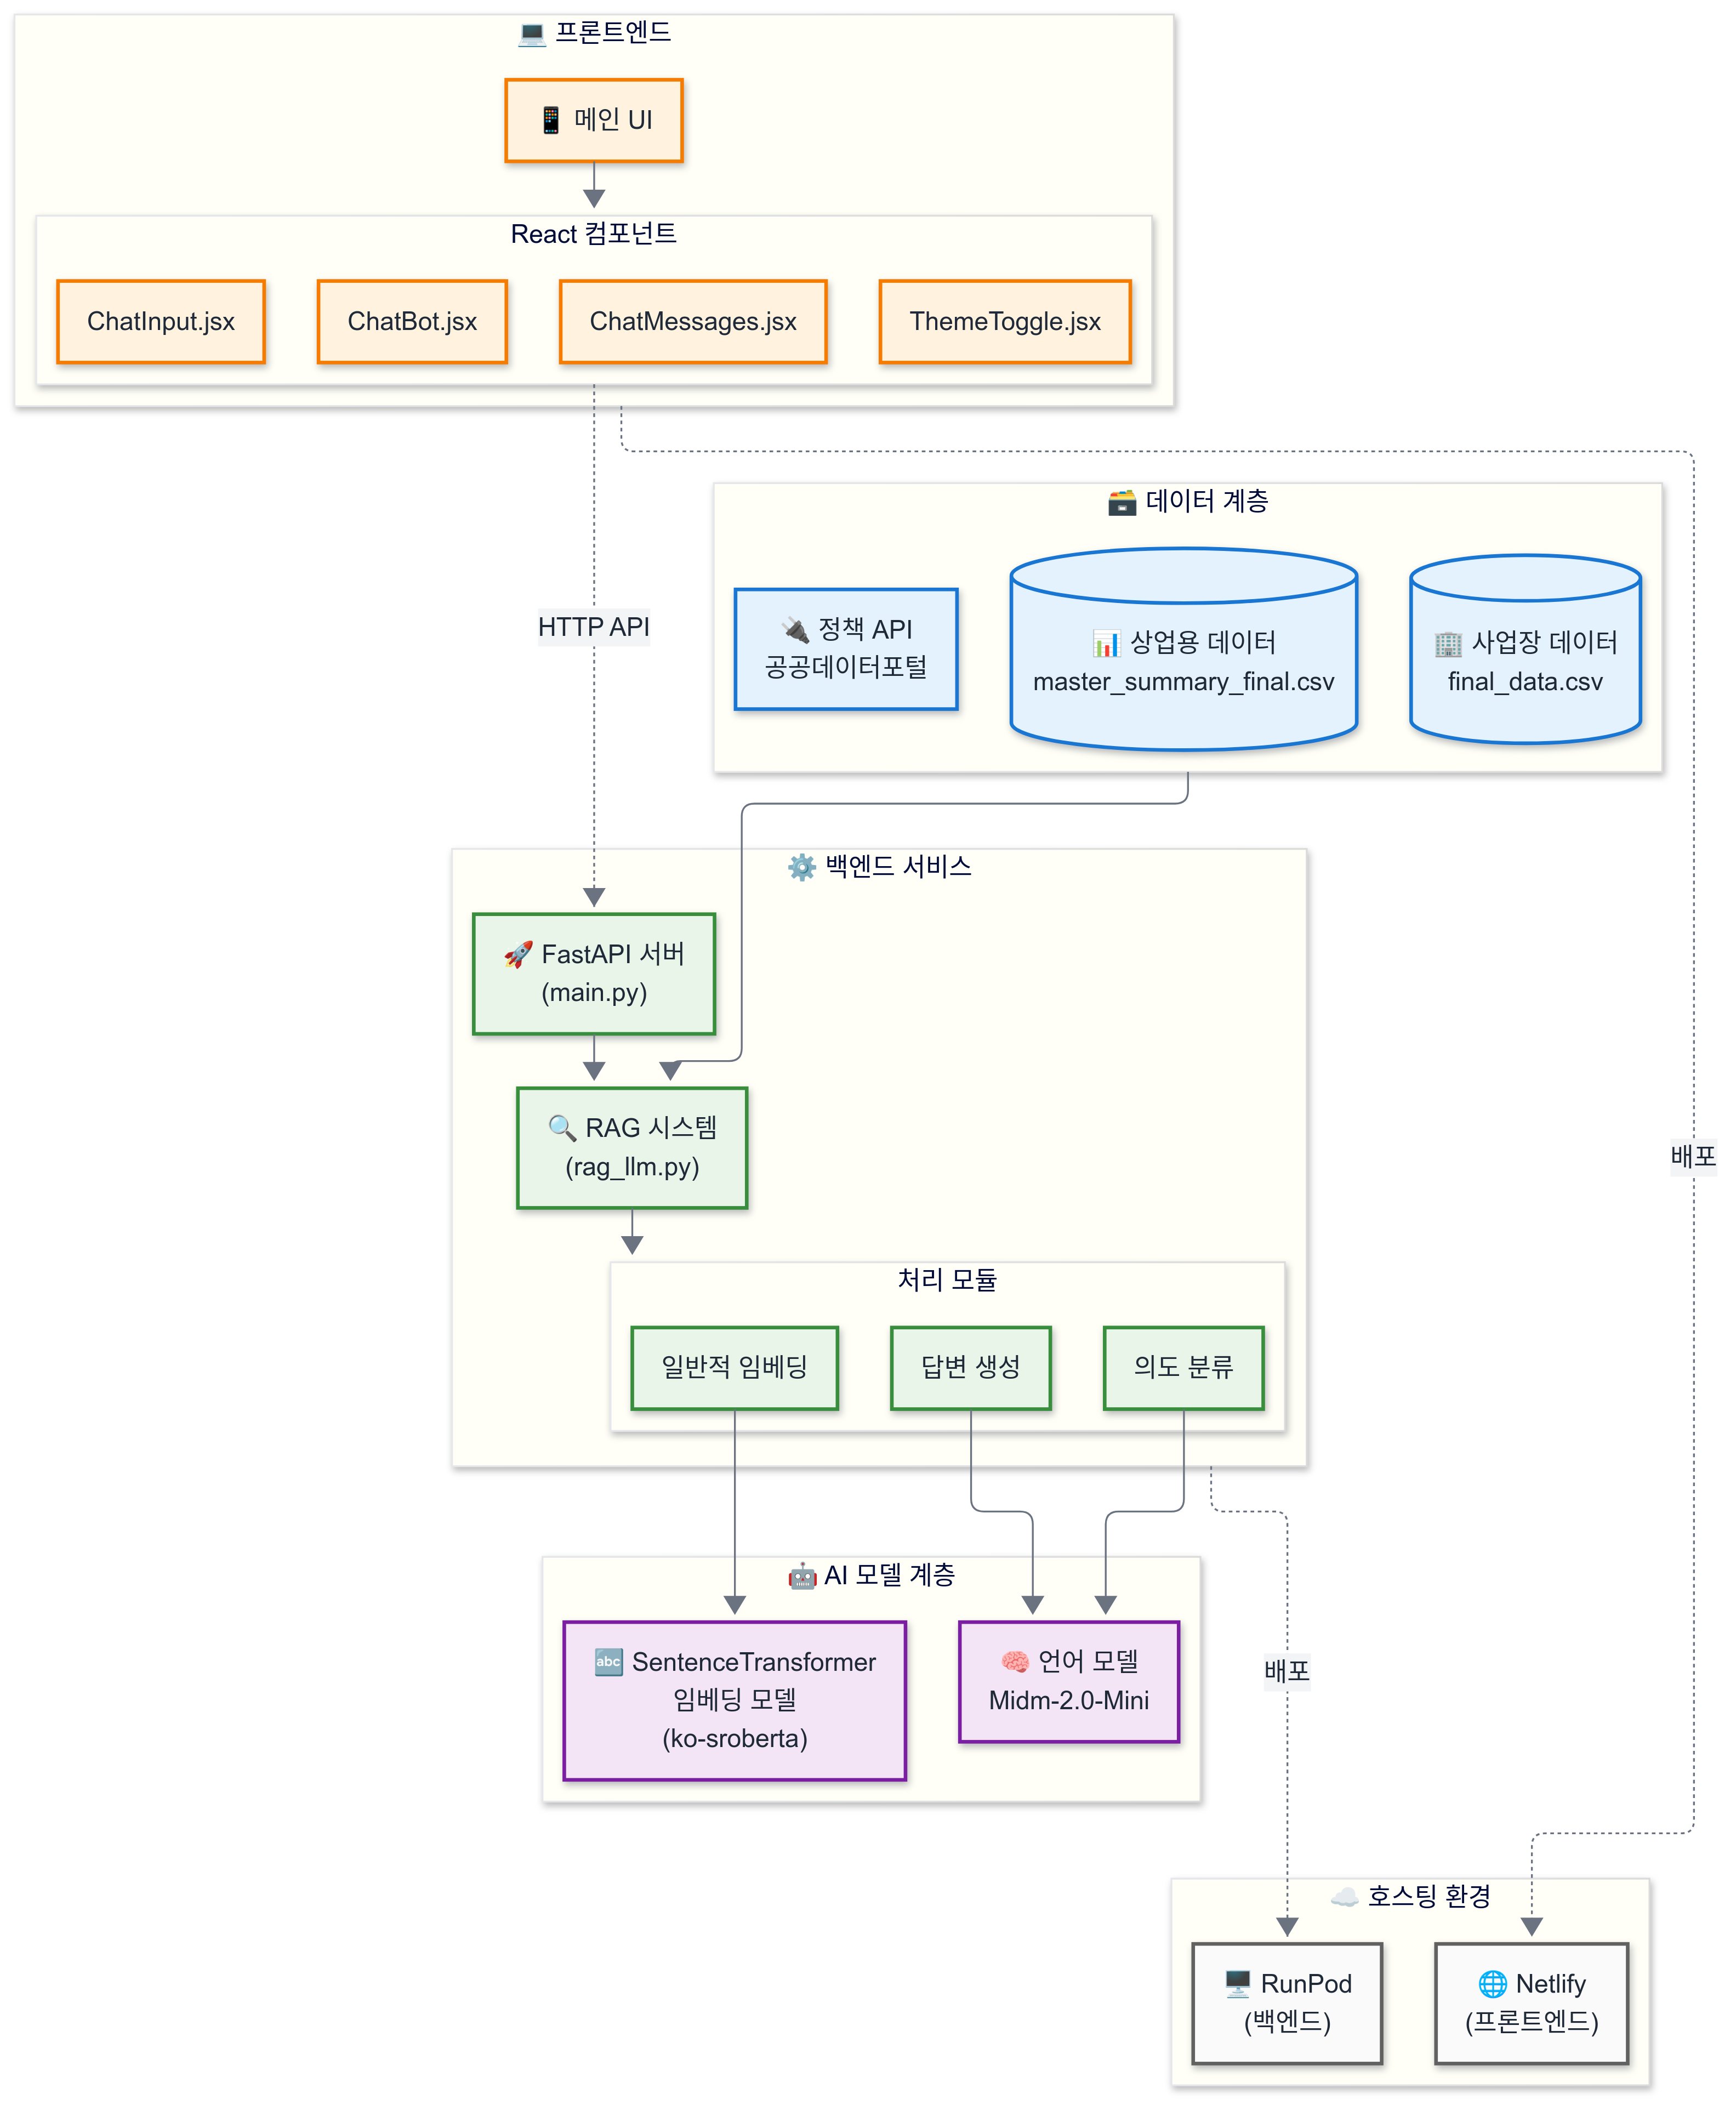 💻 프론트엔드
📱 메인 UI
React 컴포넌트
ChatInput.jsx
ChatBot.jsx
ChatMessages.jsx
ThemeToggle.jsx
🗃️ 데이터 계층
HTTP API
🔌 정책 API
공공데이터포털
📊 상업용 데이터
master_summary_final.csv
🏢 사업장 데이터
final_data.csv
⚙️ 백엔드 서비스
🚀 FastAPI 서버
(main.py)
🔍 RAG 시스템
(rag_llm.py)
배포
처리 모듈
일반적 임베딩
답변 생성
의도 분류
🤖 AI 모델 계층
🔤 SentenceTransformer
임베딩 모델
(ko-sroberta)
🧠 언어 모델
Midm-2.0-Mini
배포
☁️ 호스팅 환경
🖥️ RunPod
(백엔드)
🌐 Netlify
(프론트엔드)